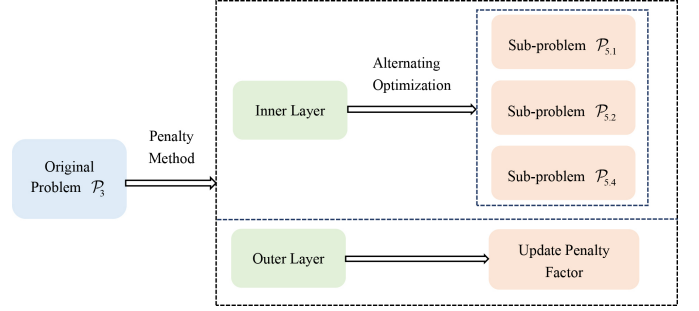 Original
Problem 𝒫₃
Penalty
Method
Inner Layer
Alternating
Optimization
Sub-problem 𝒫₅.₁
Sub-problem 𝒫₅.₂
Sub-problem 𝒫₅.₄
Outer Layer
Update Penalty
Factor